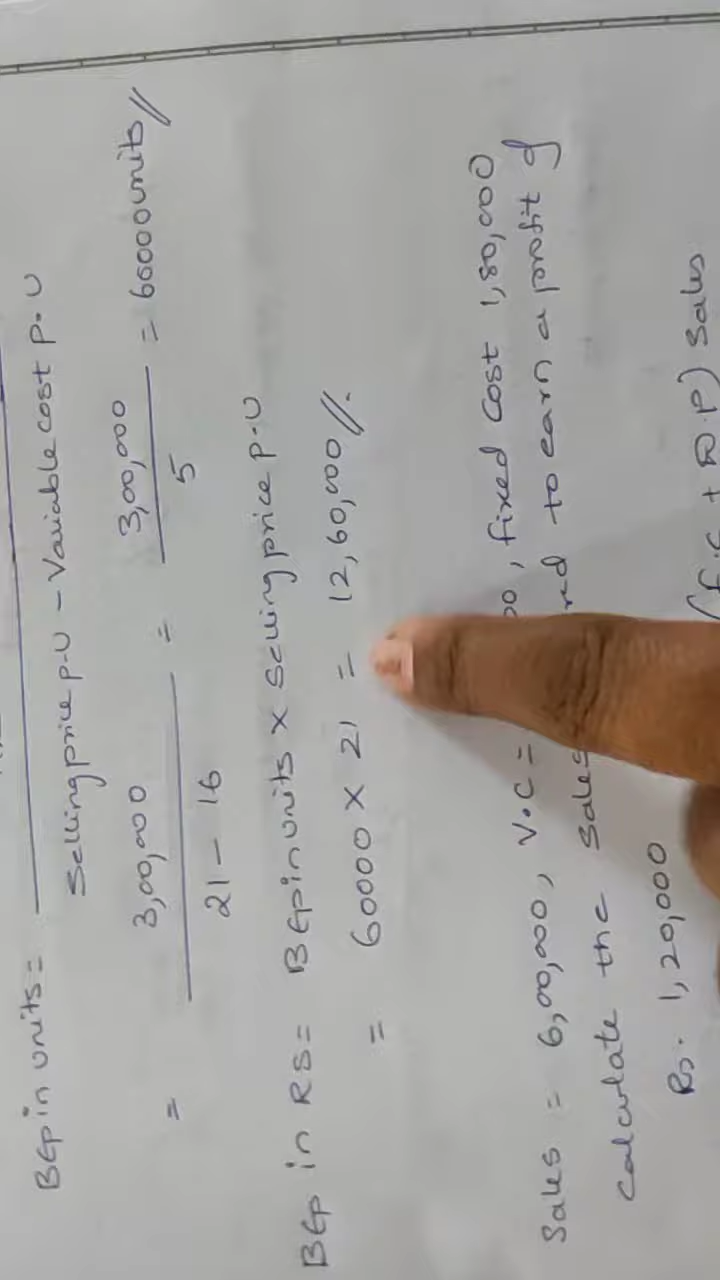 BEP in units =
Selling price P.U - Variable cost P.U
= 3,00,000 / 21 - 16 = 3,00,000 / 5 = 60000 units //
BEP in RS = BEP in units x Selling price P.U
= 60000 x 21 = 12,60,000 //.
Sales = 6,00,000, V.C = 00, fixed cost 1,80,000
calculate the sales to earn a profit of
Rs. 1,20,000
(F.C + D.P) Sales